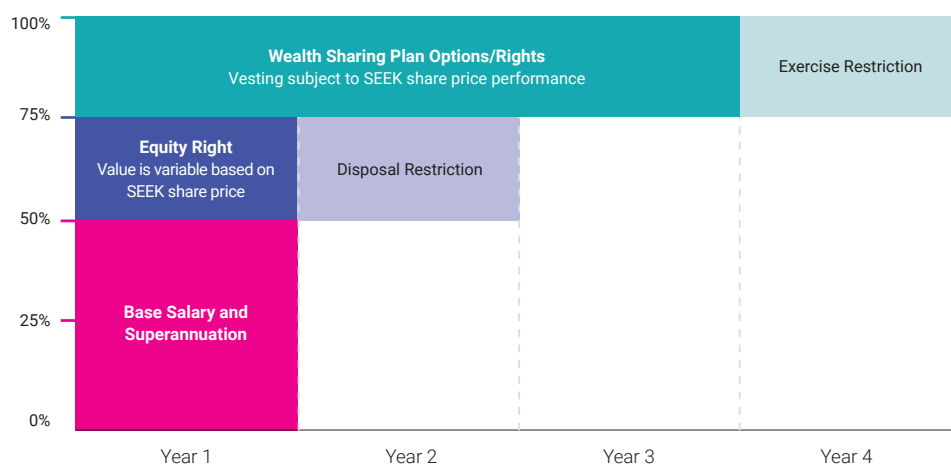 100%
Wealth Sharing Plan Options/Rights
Vesting subject to SEEK share price performance
Exercise Restriction
75%
Equity Right
Value is variable based on
SEEK share price
Disposal Restriction
50%
Base Salary and
Superannuation
25%
0%
Year 1
Year 2
Year 3
Year 4